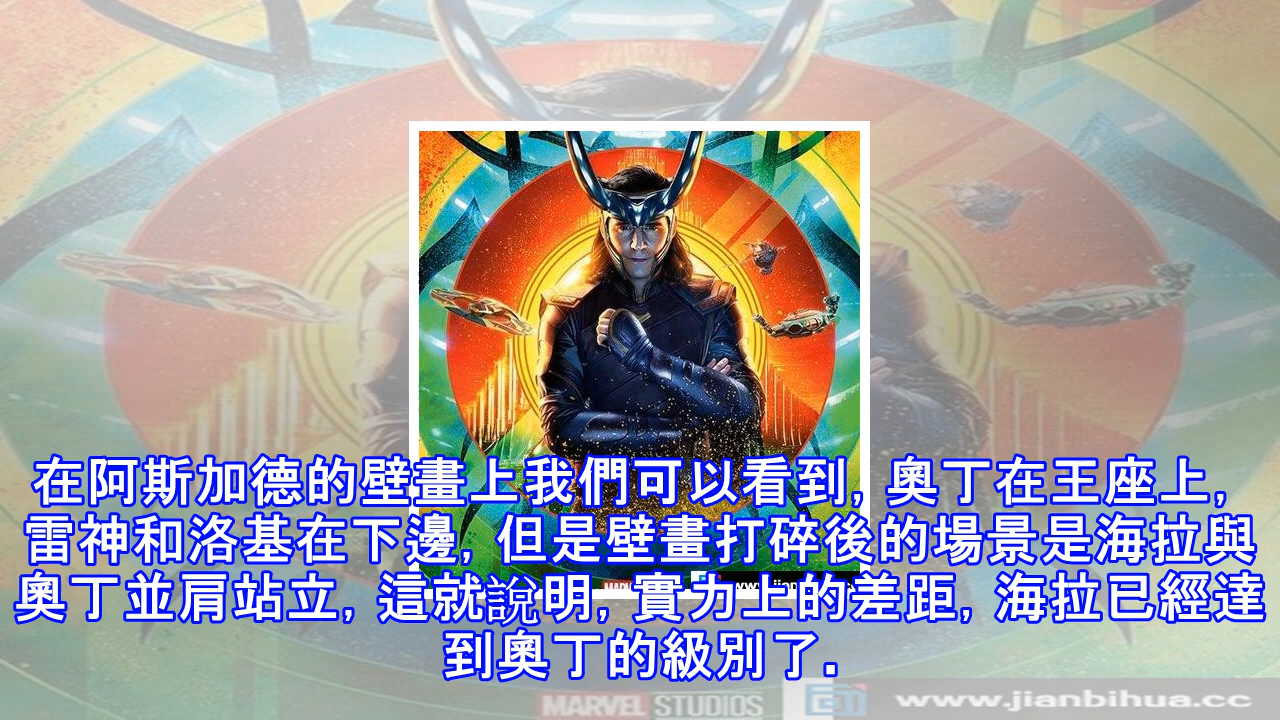 在阿斯加德的壁畫上我們可以看到, 奧丁在王座上,
雷神和洛基在下邊, 但是壁畫打碎後的場景是海拉與
奧丁並肩站立, 這就說明, 實力上的差距, 海拉已經達
到奧丁的級別了.
MARVEL STUDIOS
www.jianbihua.cc